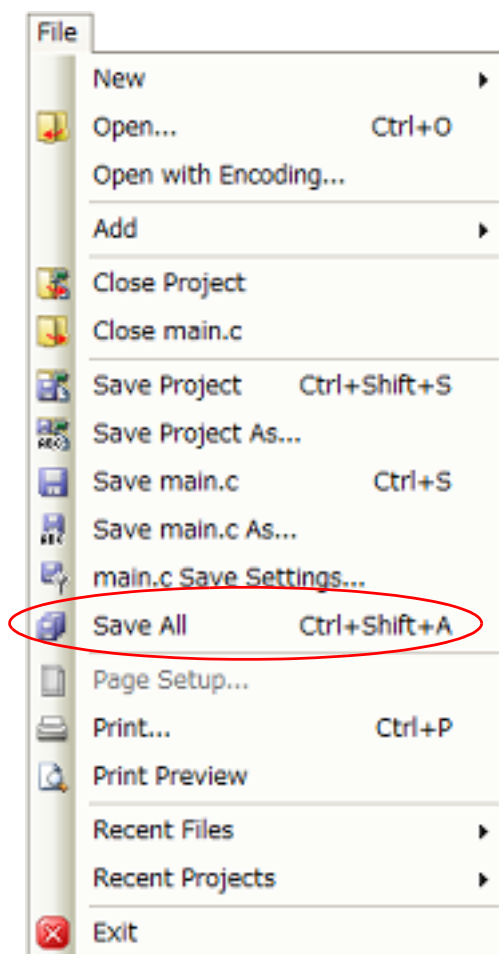 File
New
Open... Ctrl+O
Open with Encoding...
Add
Close Project
Close main.c
Save Project Ctrl+Shift+S
Save Project As...
Save main.c Ctrl+S
Save main.c As...
main.c Save Settings...
Save All Ctrl+Shift+A
Page Setup...
Print... Ctrl+P
Print Preview
Recent Files
Recent Projects
Exit